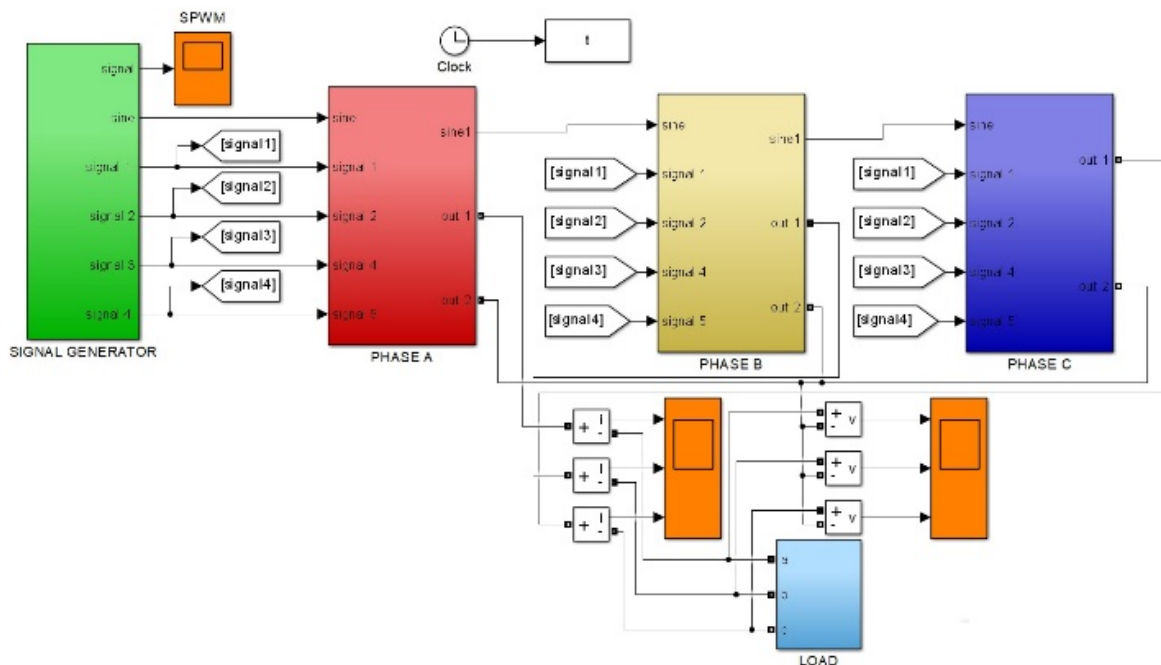 SPWM
Clock
t
signal
sine
signal 1
signal 2
signal 3
signal 4
SIGNAL GENERATOR
[signal1]
[signal2]
[signal3]
[signal4]
sine
signal 1
signal 2
signal 4
signal 5
sine1
out 1
out 2
PHASE A
[signal1]
[signal2]
[signal3]
[signal4]
sine
signal 1
signal 2
signal 4
signal 5
sine1
out 1
out 2
PHASE B
[signal1]
[signal2]
[signal3]
[signal4]
sine
signal 1
signal 2
signal 4
signal 5
out 1
out 2
PHASE C
+ i -
+ i -
+ i -
+ - v
+ - v
+ - v
a
LOAD